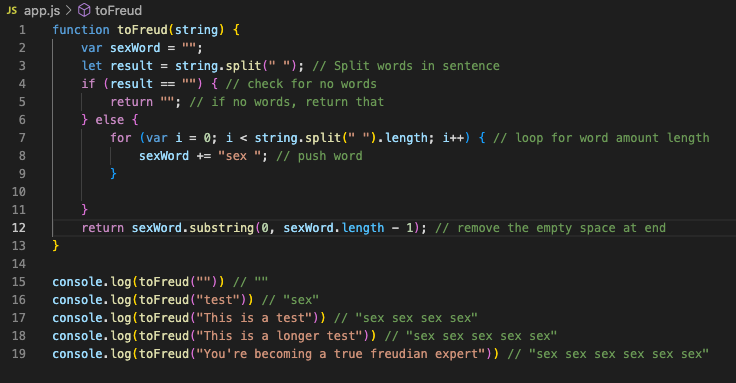 JS app.js > toFreud
1 function toFreud(string) {
2 var sexWord = "";
3 let result = string.split(" "); // Split words in sentence
4 if (result == "") { // check for no words
5 return ""; // if no words, return that
6 } else {
7 for (var i = 0; i < string.split(" ").length; i++) { // loop for word amount length
8 sexWord += "sex "; // push word
9 }
10
11 }
12 return sexWord.substring(0, sexWord.length - 1); // remove the empty space at end
13 }
14
15 console.log(toFreud("")) // ""
16 console.log(toFreud("test")) // "sex"
17 console.log(toFreud("This is a test")) // "sex sex sex sex"
18 console.log(toFreud("This is a longer test")) // "sex sex sex sex sex"
19 console.log(toFreud("You're becoming a true freudian expert")) // "sex sex sex sex sex sex"